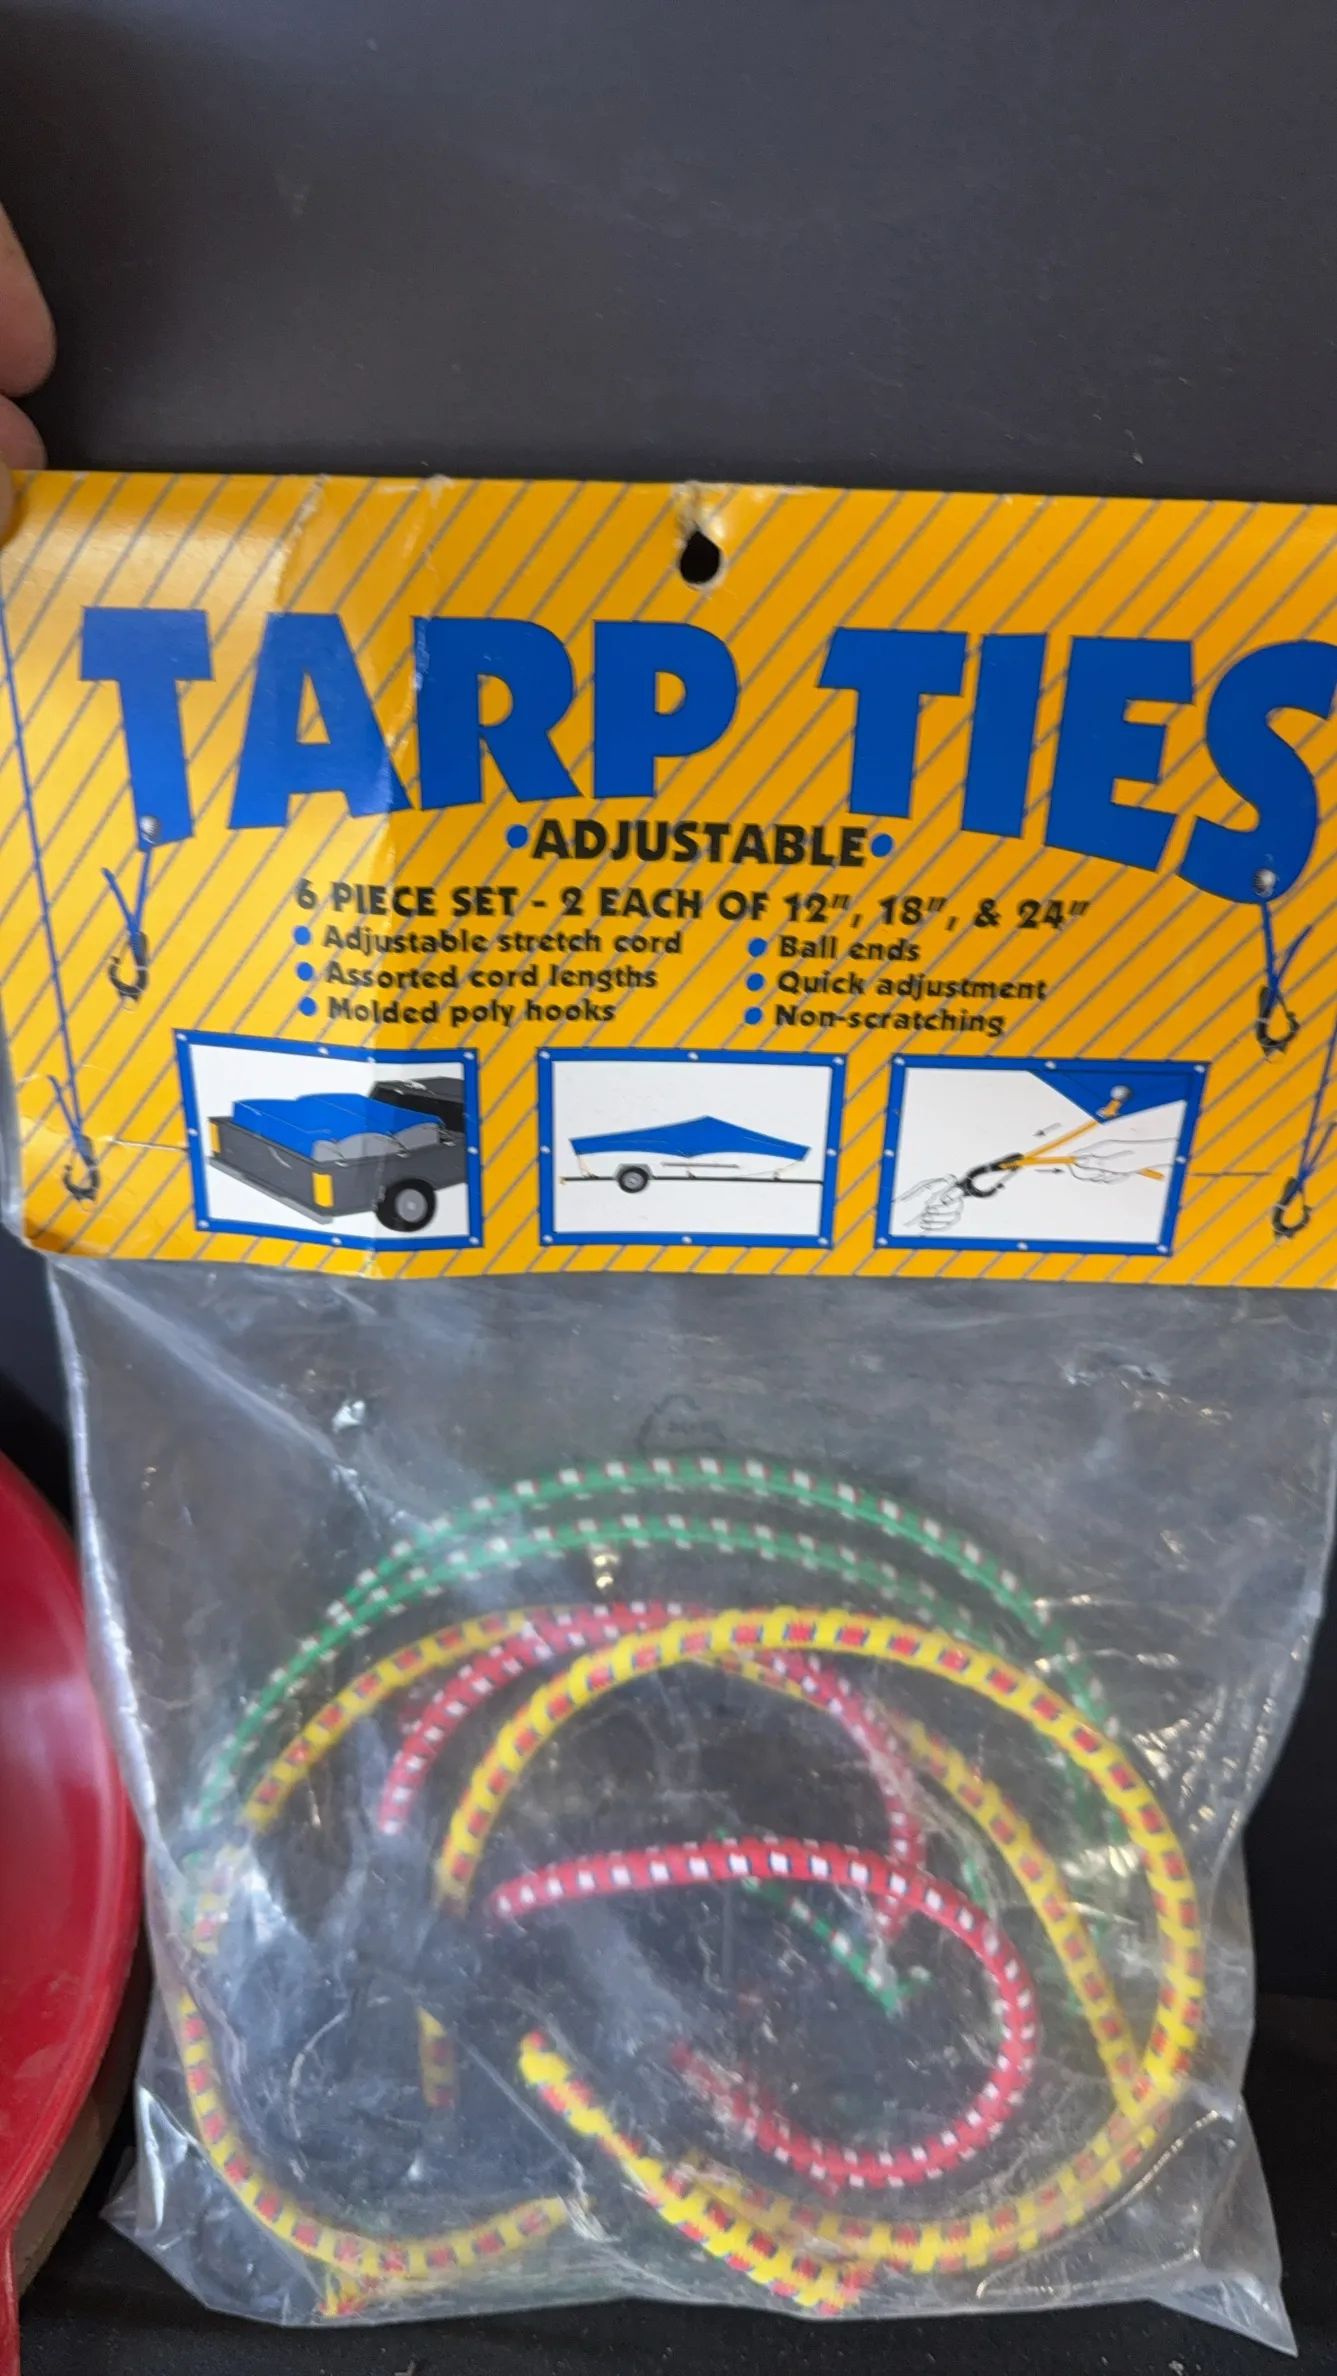 TARP TIES
• ADJUSTABLE •
6 PIECE SET - 2 EACH OF 12", 18", & 24"
• Adjustable stretch cord
• Assorted cord lengths
• Molded poly hooks
• Ball ends
• Quick adjustment
• Non-scratching